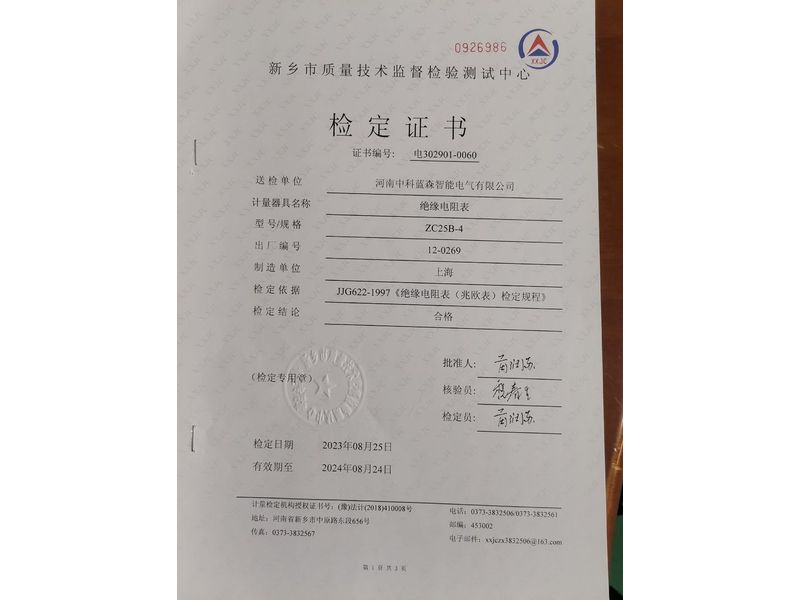 0926986
XXJC
新乡市质量技术监督检验测试中心
检定证书
证书编号： 电302901-0060
送检单位 河南中科蓝森智能电气有限公司
计量器具名称 绝缘电阻表
型号/规格 ZC25B-4
出厂编号 12-0269
制造单位 上海
检定依据 JJG622-1997《绝缘电阻表（兆欧表）检定规程》
检定结论 合格
批准人：
（检定专用章）
核验员：
检定员：
检定日期 2023年08月25日
有效期至 2024年08月24日
计量检定机构授权证书号：(豫)法计(2018)410008号 电话：0373-3832506/0373-3832561
地址：河南省新乡市中原路东段656号 邮编：453002
传真：0373-3832567 电子邮件：xxjczx3832506@163.com
第 1 页 共 3 页